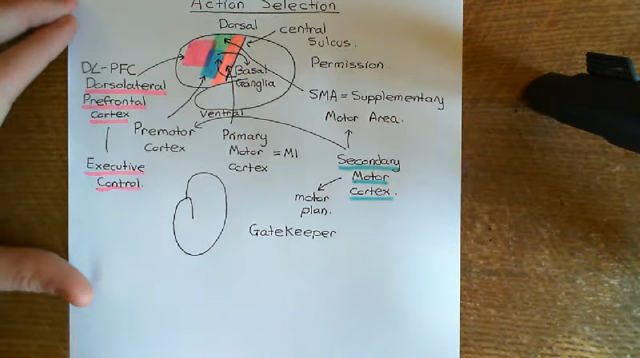 Action Selection
Dorsal
central
Sulcus.
Permission
DL-PFC
Dorsolateral
Prefrontal
cortex
Executive
Control.
Basal
Ganglia
SMA = Supplementary
Motor Area.
Ventral
Premotor
Cortex
Primary
Motor = M1
Cortex
Secondary
Motor
Cortex.
motor
plan.
Gatekeeper